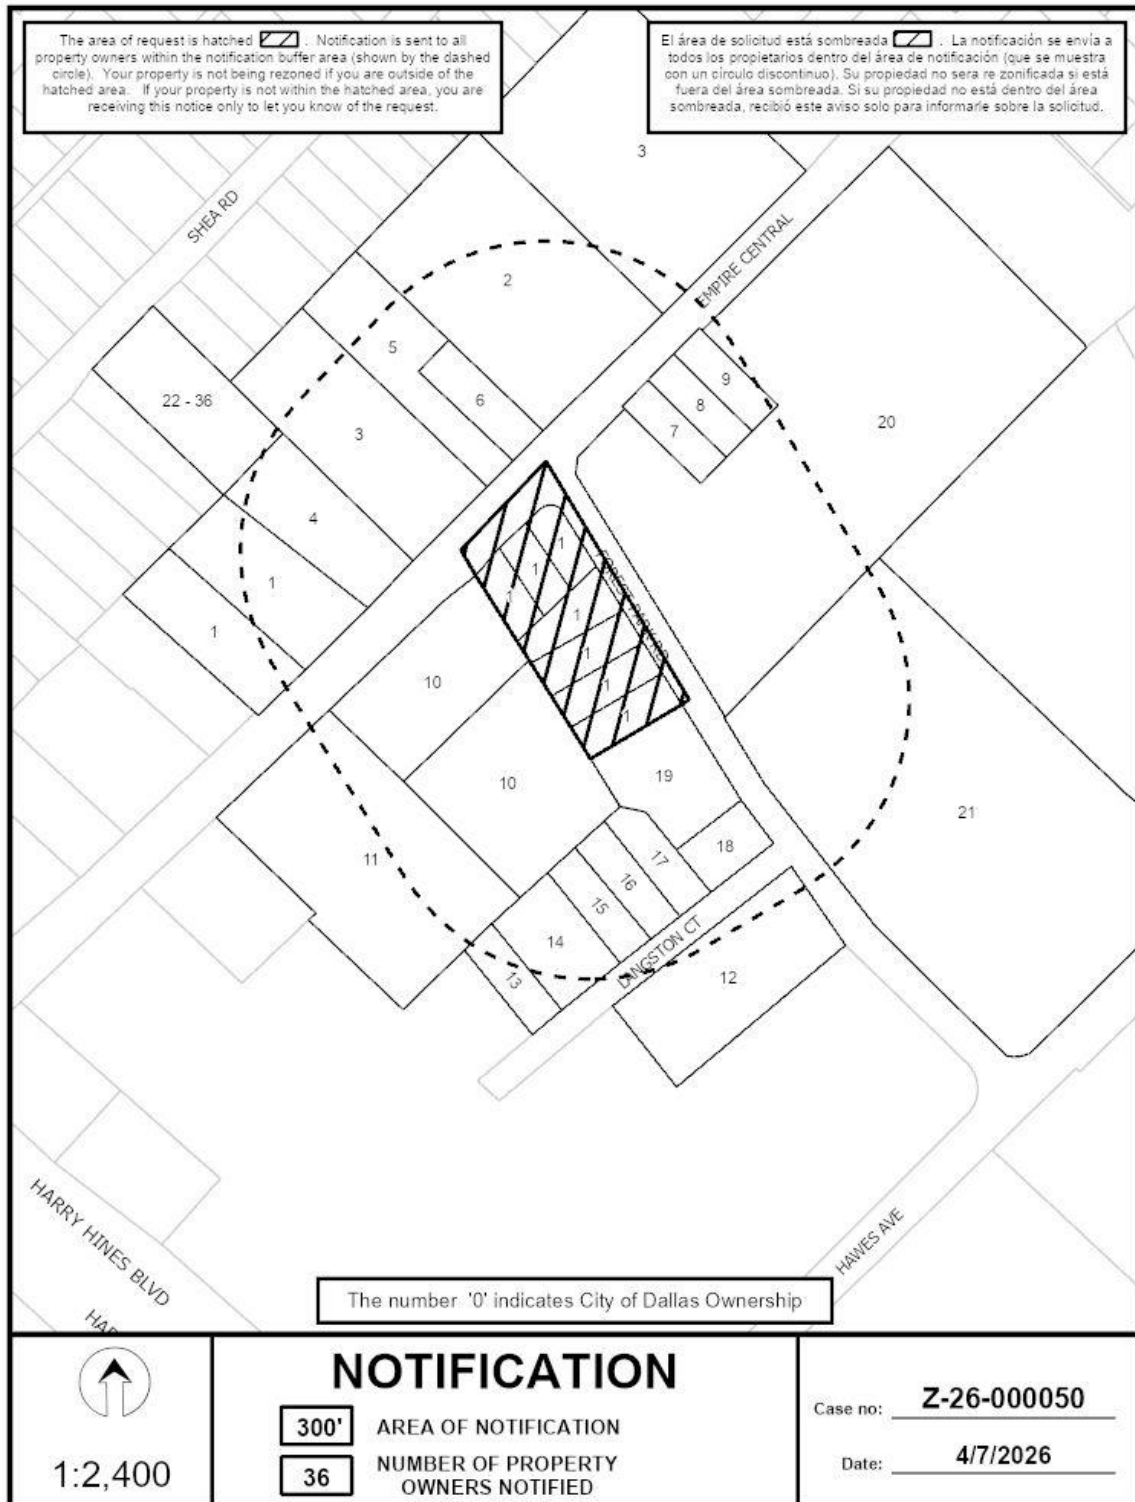 The area of request is hatched . Notification is sent to all
property owners within the notification buffer area (shown by the dashed
circle). Your property is not being rezoned if you are outside of the
hatched area. If your property is not within the hatched area, you are
receiving this notice only to let you know of the request.
El área de solicitud está sombreada . La notificación se envía a
todos los propietarios dentro del área de notificación (que se muestra
con un círculo discontinuo). Su propiedad no sera re zonificada si está
fuera del área sombreada. Si su propiedad no está dentro del área
sombreada, recibió este aviso solo para informarle sobre la solicitud.
3
SHEA RD
EMPIRE CENTRAL
2
5
6
9
8
7
22 - 36
3
20
4
1
1
1
1
1
1
1
1
1
FOREST PARK RD
10
10
19
21
11
18
17
16
15
14
13
LANGSTON CT
12
HARRY HINES BLVD
HAWES AVE
The number '0' indicates City of Dallas Ownership
1:2,400
NOTIFICATION
300' AREA OF NOTIFICATION
36 NUMBER OF PROPERTY
OWNERS NOTIFIED
Case no: Z-26-000050
Date: 4/7/2026